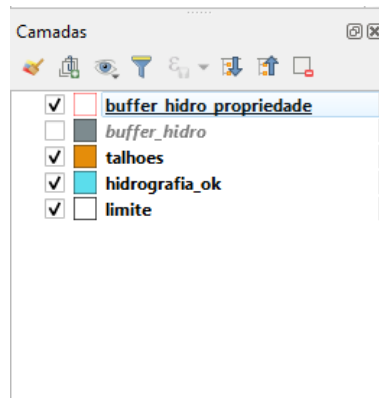 Camadas
buffer_hidro_propriedade
buffer_hidro
talhoes
hidrografia_ok
limite